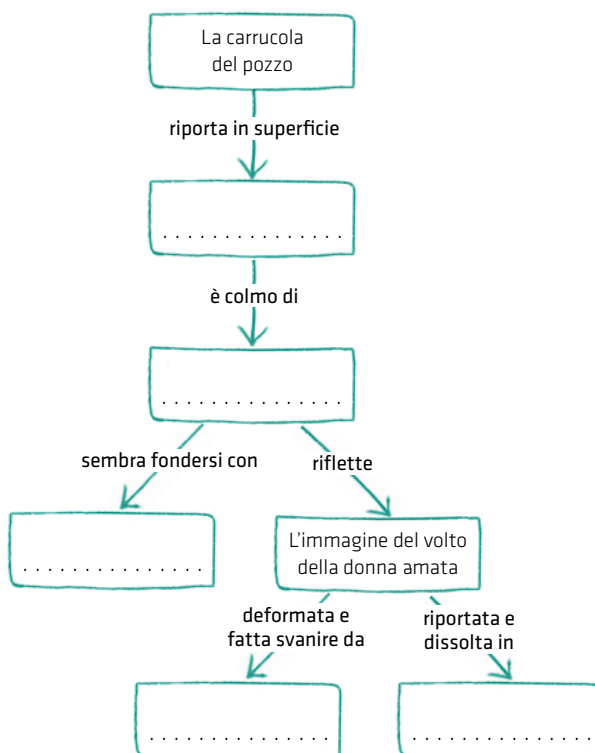 La carrucola
del pozzo
riporta in superficie
. . . . . . . . . . . . . . .
è colmo di
. . . . . . . . . . . . . . .
sembra fondersi con
riflette
. . . . . . . . . . . . . . .
L'immagine del volto
della donna amata
deformata e
fatta svanire da
riportata e
dissolta in
. . . . . . . . . . . . . . .
. . . . . . . . . . . . . . .